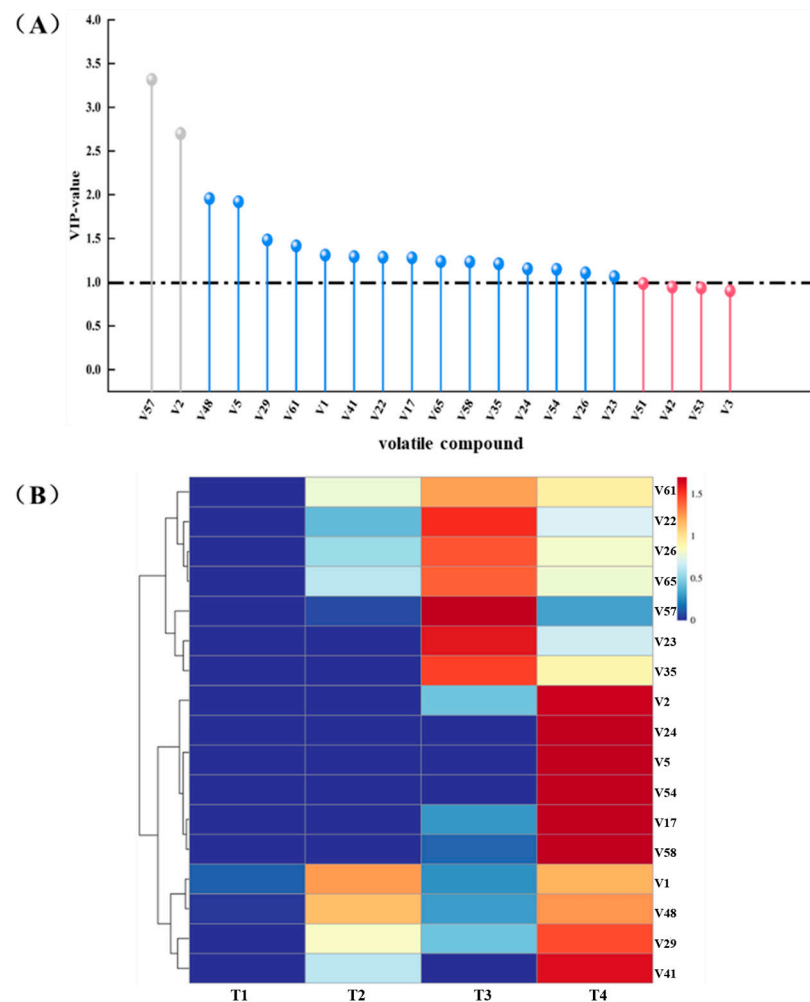 （A）
4.0
3.5
3.0
2.5
2.0
1.5
1.0
0.5
0.0
VIP-value
V57 V2 V48 V5 V29 V61 V1 V41 V22 V17 V65 V58 V35 V24 V54 V26 V23 V51 V42 V53 V3
volatile compound
（B）
V61
V22
V26
V65
V57
V23
V35
V2
V24
V5
V54
V17
V58
V1
V48
V29
V41
1.5
1
0.5
0
T1 T2 T3 T4